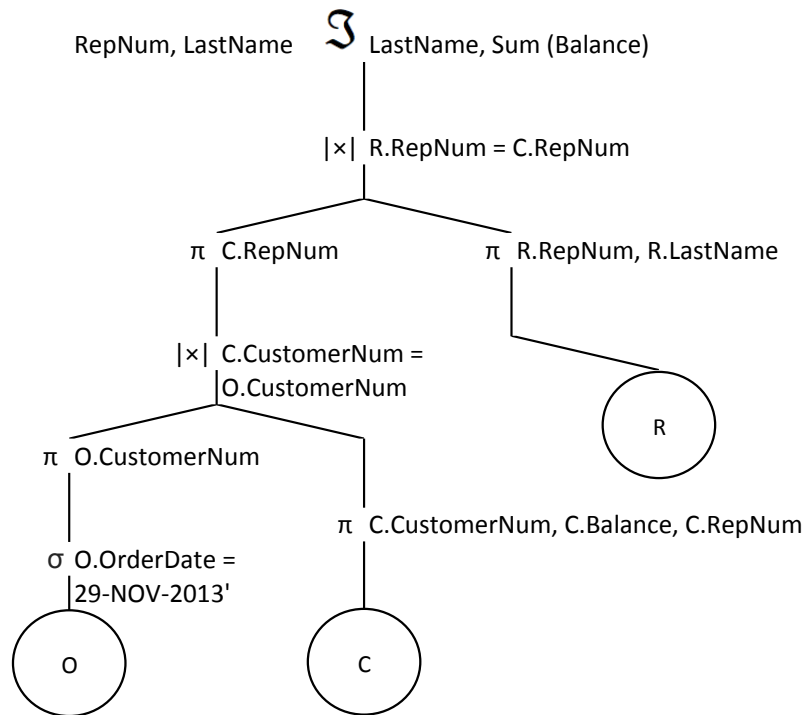 RepNum, LastName ℑ LastName, Sum (Balance)
|×| R.RepNum = C.RepNum
π C.RepNum
π R.RepNum, R.LastName
|×| C.CustomerNum =
O.CustomerNum
R
π O.CustomerNum
π C.CustomerNum, C.Balance, C.RepNum
σ O.OrderDate =
29-NOV-2013'
O
C